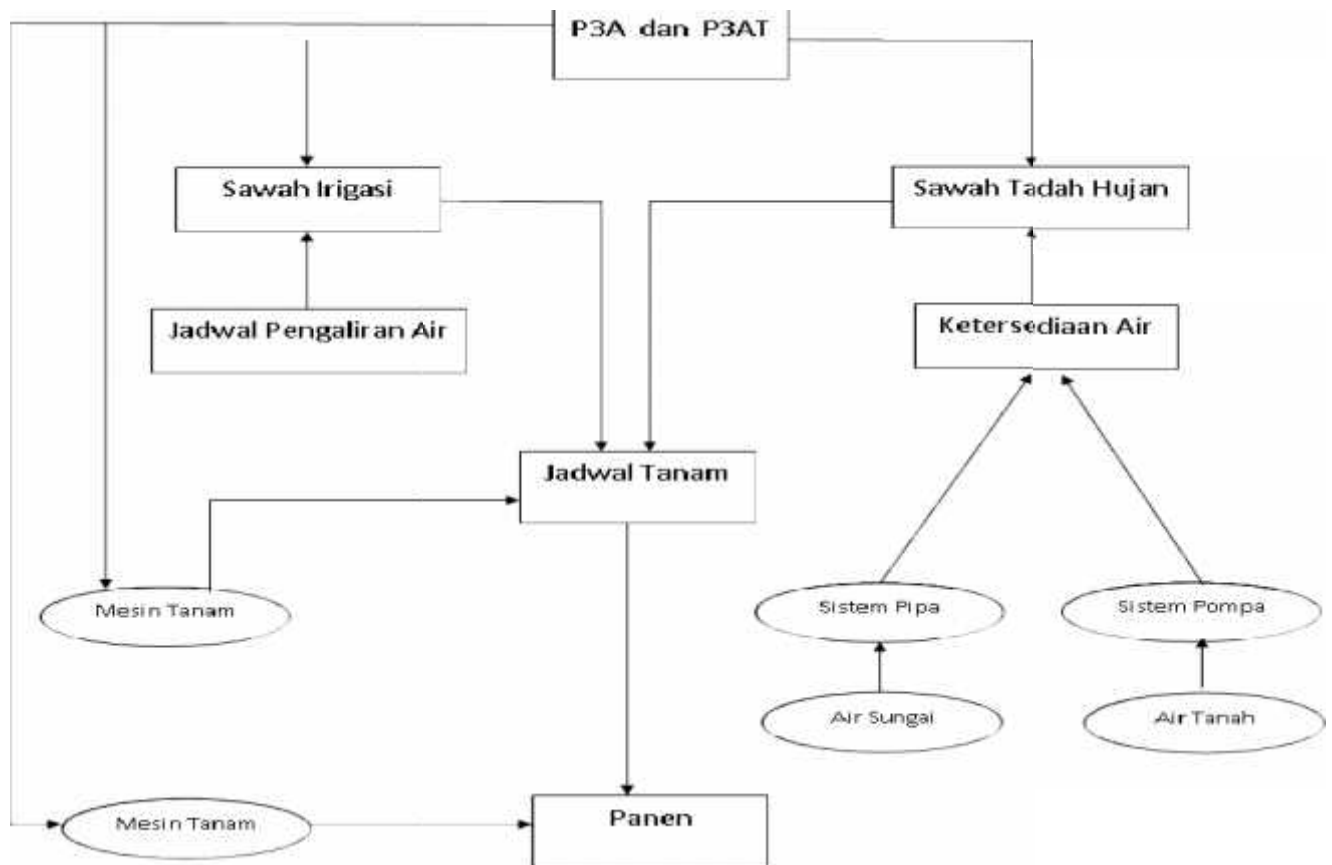 P3A dan P3AT
Sawah Irigasi
Sawah Tadah Hujan
Jadwal Pengaliran Air
Ketersediaan Air
Jadwal Tanam
Mesin Tanam
Sistem Pipa
Sistem Pompa
Air Sungai
Air Tanah
Mesin Tanam
Panen